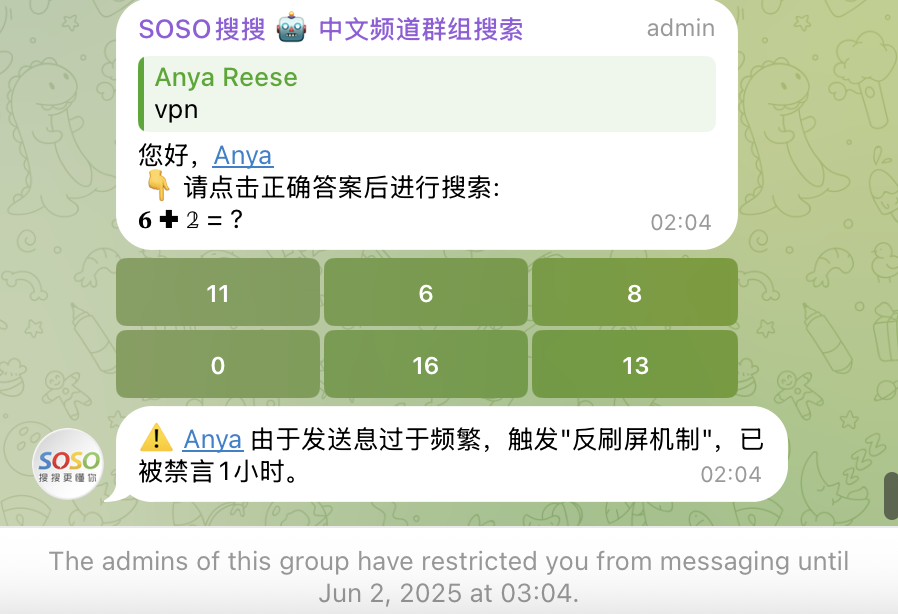 SOSO搜搜 🤖 中文频道群组搜索 admin
Anya Reese
vpn
您好，Anya
👇 请点击正确答案后进行搜索:
6 ➕ 2 = ?
02:04
11 6 8
0 16 13
⚠️ Anya 由于发送息过于频繁，触发"反刷屏机制"，已
被禁言1小时。
02:04
SOSO
搜搜更懂你
The admins of this group have restricted you from messaging until
Jun 2, 2025 at 03:04.